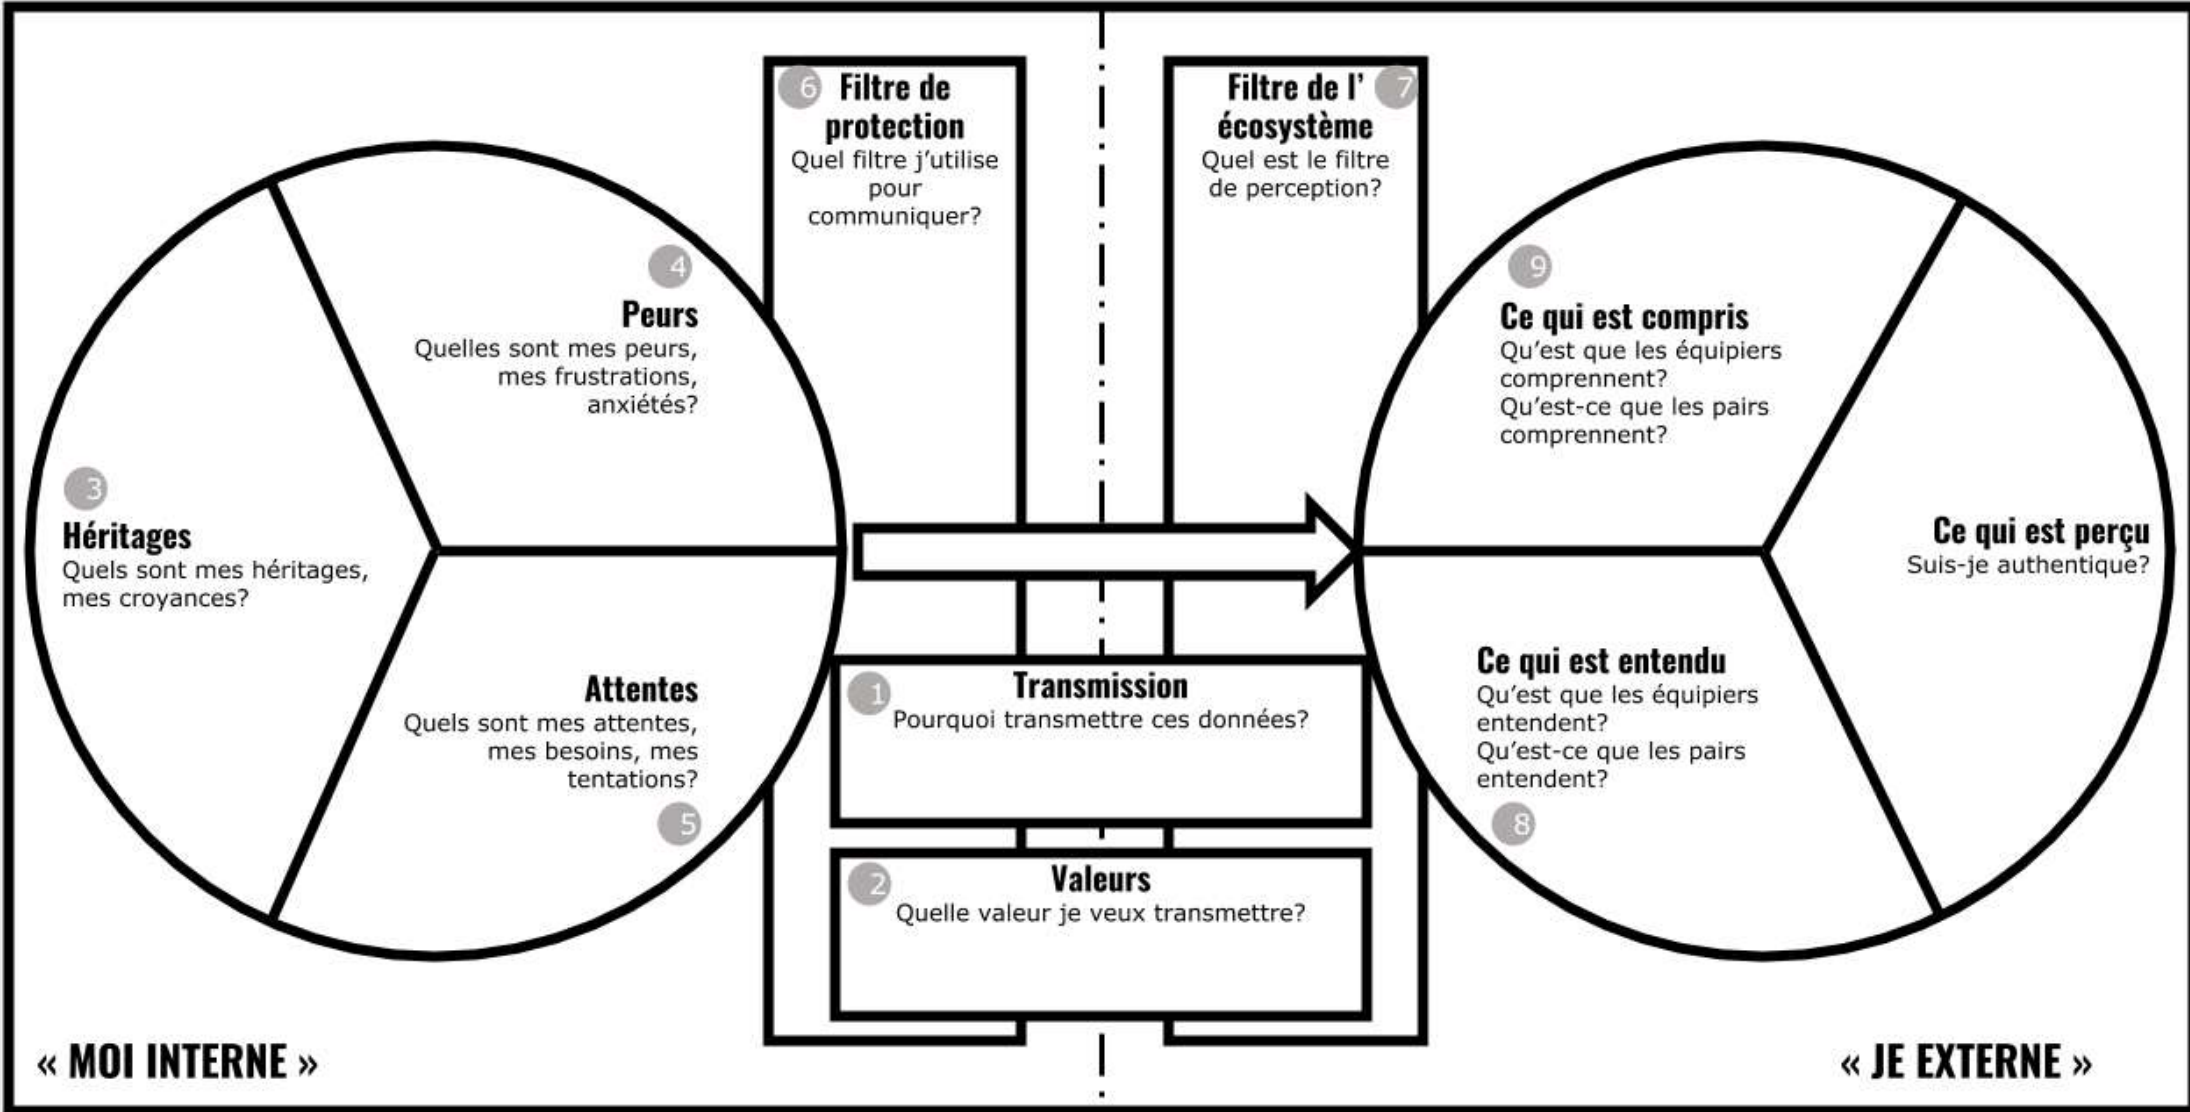 6
Filtre de
protection
Quel filtre j’utilise
pour
communiquer?
Filtre de l’
7
écosystème
Quel est le filtre
de perception?
4
Peurs
Quelles sont mes peurs,
mes frustrations,
anxiétés?
3
Héritages
Quels sont mes héritages,
mes croyances?
Attentes
Quels sont mes attentes,
mes besoins, mes
tentations?
5
1
Transmission
Pourquoi transmettre ces données?
2
Valeurs
Quelle valeur je veux transmettre?
9
Ce qui est compris
Qu’est que les équipiers
comprennent?
Qu’est-ce que les pairs
comprennent?
Ce qui est perçu
Suis-je authentique?
Ce qui est entendu
Qu’est que les équipiers
entendent?
Qu’est-ce que les pairs
entendent?
8
« MOI INTERNE »
« JE EXTERNE »